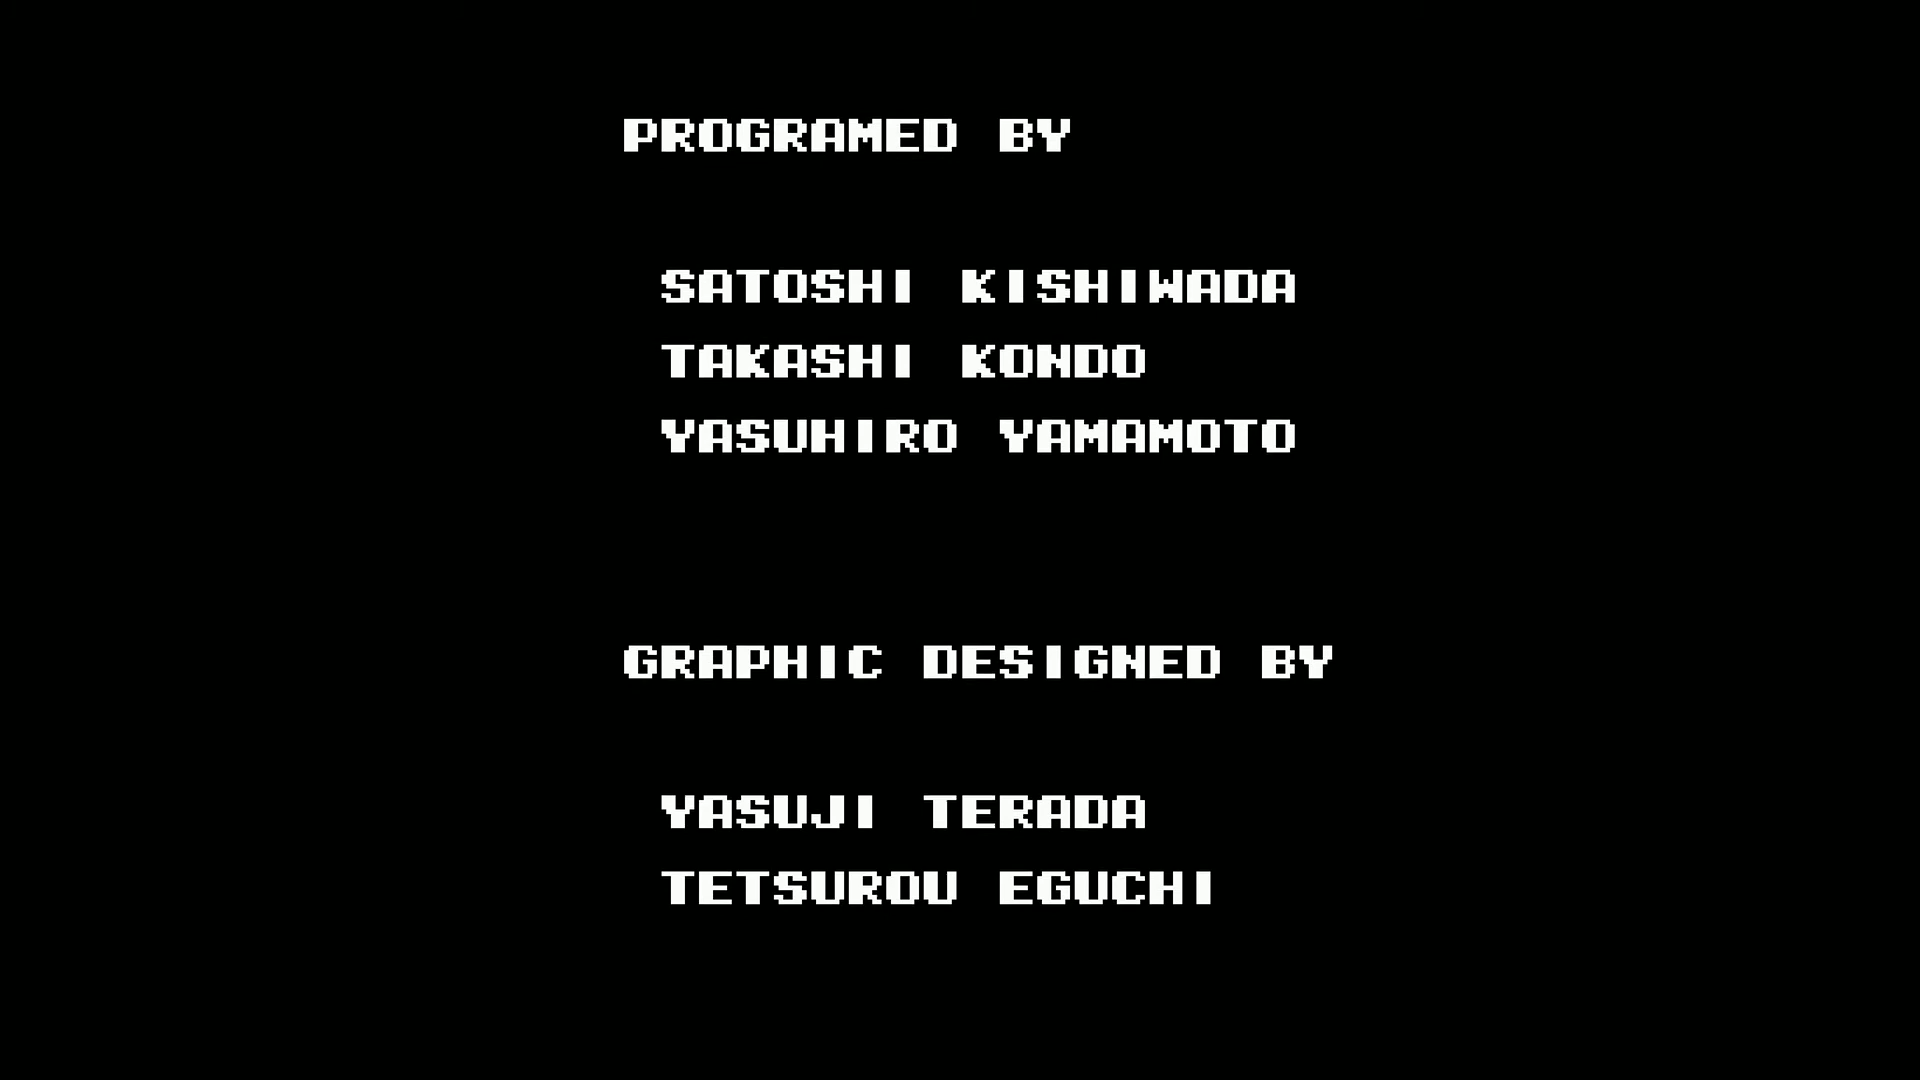 PROGRAMED BY
SATOSHI KISHIWADA
TAKASHI KONDO
YASUHIRO YAMAMOTO
GRAPHIC DESIGNED BY
YASUJI TERADA
TETSUROU EGUCHI